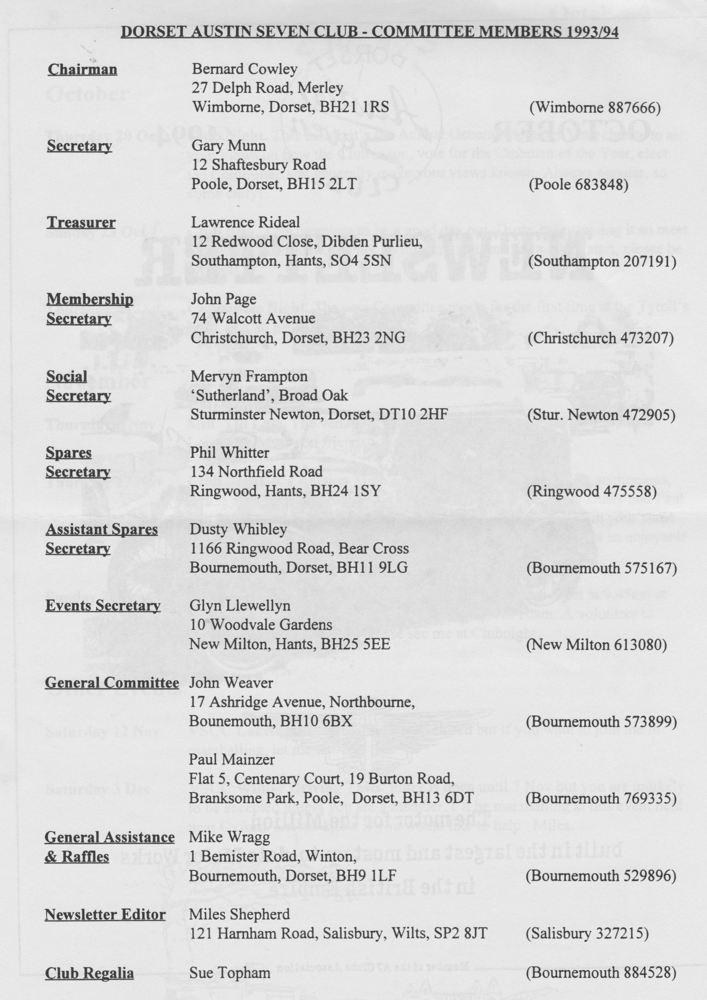 DORSET AUSTIN SEVEN CLUB - COMMITTEE MEMBERS 1993/94
Chairman Bernard Cowley
27 Delph Road, Merley
Wimborne, Dorset, BH21 1RS (Wimborne 887666)
Secretary Gary Munn
12 Shaftesbury Road
Poole, Dorset, BH15 2LT (Poole 683848)
Treasurer Lawrence Rideal
12 Redwood Close, Dibden Purlieu,
Southampton, Hants, SO4 5SN (Southampton 207191)
Membership John Page
Secretary 74 Walcott Avenue
Christchurch, Dorset, BH23 2NG (Christchurch 473207)
Social Mervyn Frampton
Secretary ‘Sutherland’, Broad Oak
Sturminster Newton, Dorset, DT10 2HF (Stur. Newton 472905)
Spares Phil Whitter
Secretary 134 Northfield Road
Ringwood, Hants, BH24 1SY (Ringwood 475558)
Assistant Spares Dusty Whibley
Secretary 1166 Ringwood Road, Bear Cross
Bournemouth, Dorset, BH11 9LG (Bournemouth 575167)
Events Secretary Glyn Llewellyn
10 Woodvale Gardens
New Milton, Hants, BH25 5EE (New Milton 613080)
General Committee John Weaver
17 Ashridge Avenue, Northbourne,
Bounemouth, BH10 6BX (Bournemouth 573899)
Paul Mainzer
Flat 5, Centenary Court, 19 Burton Road,
Branksome Park, Poole, Dorset, BH13 6DT (Bournemouth 769335)
General Assistance Mike Wragg
& Raffles 1 Bemister Road, Winton,
Bournemouth, Dorset, BH9 1LF (Bournemouth 529896)
Newsletter Editor Miles Shepherd
121 Harnham Road, Salisbury, Wilts, SP2 8JT (Salisbury 327215)
Club Regalia Sue Topham (Bournemouth 884528)